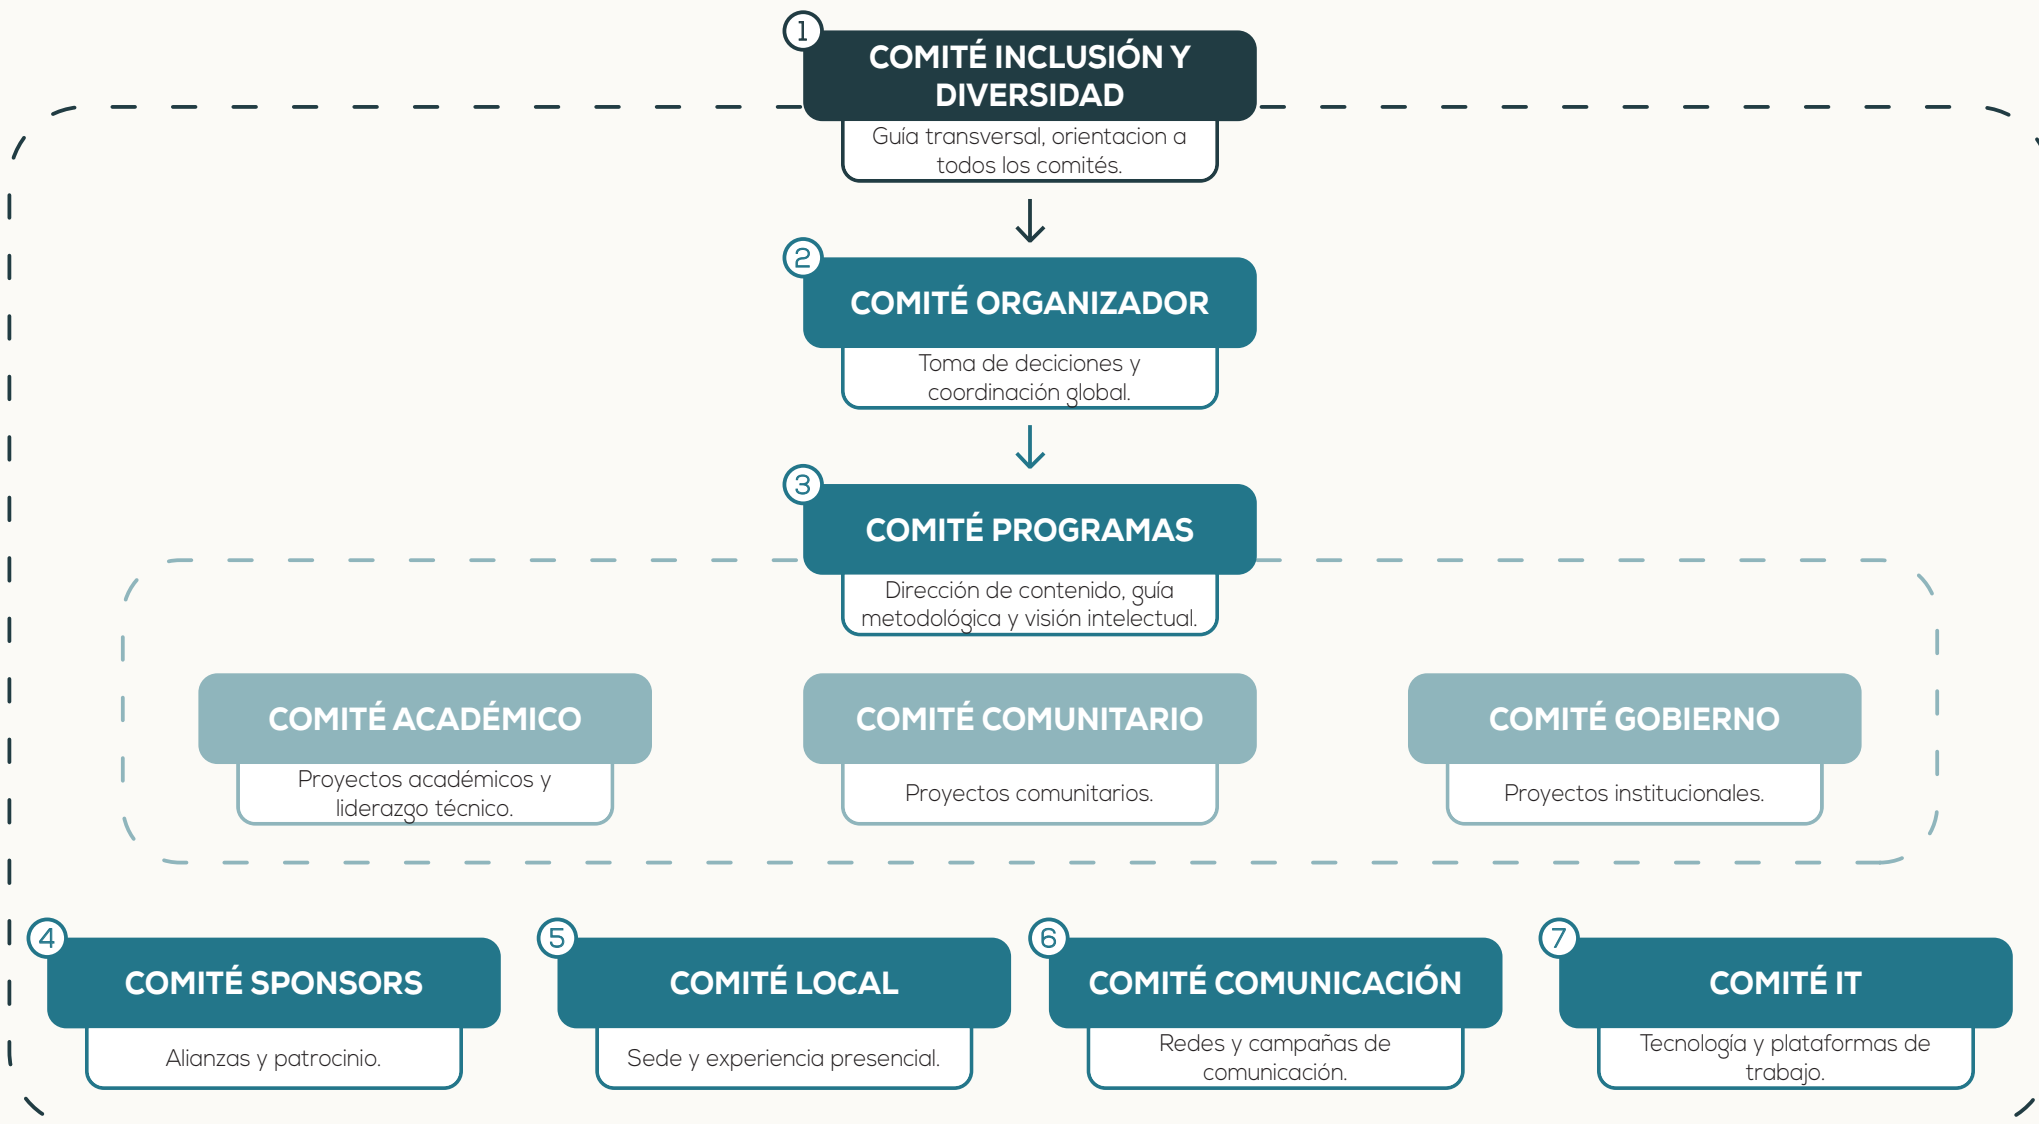 1
COMITÉ INCLUSIÓN Y
DIVERSIDAD
Guía transversal, orientacion a
todos los comités.
2
COMITÉ ORGANIZADOR
Toma de deciciones y
coordinación global.
3
COMITÉ PROGRAMAS
Dirección de contenido, guía
metodológica y visión intelectual.
COMITÉ ACADÉMICO
Proyectos académicos y
liderazgo técnico.
COMITÉ COMUNITARIO
Proyectos comunitarios.
COMITÉ GOBIERNO
Proyectos institucionales.
4
COMITÉ SPONSORS
Alianzas y patrocinio.
5
COMITÉ LOCAL
Sede y experiencia presencial.
6
COMITÉ COMUNICACIÓN
Redes y campañas de
comunicación.
7
COMITÉ IT
Tecnología y plataformas de
trabajo.